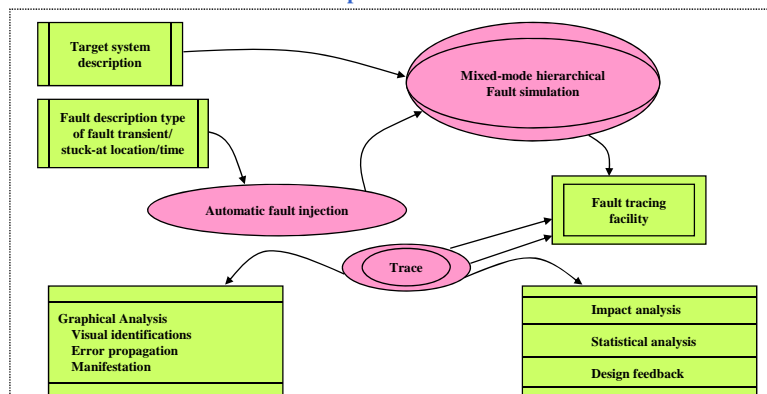 Target system
description
Mixed-mode hierarchical
Fault simulation
Fault description type
of fault transient/
stuck-at location/time
Automatic fault injection
Fault tracing
facility
Trace
Graphical Analysis
Visual identifications
Error propagation
Manifestation
Impact analysis
Statistical analysis
Design feedback